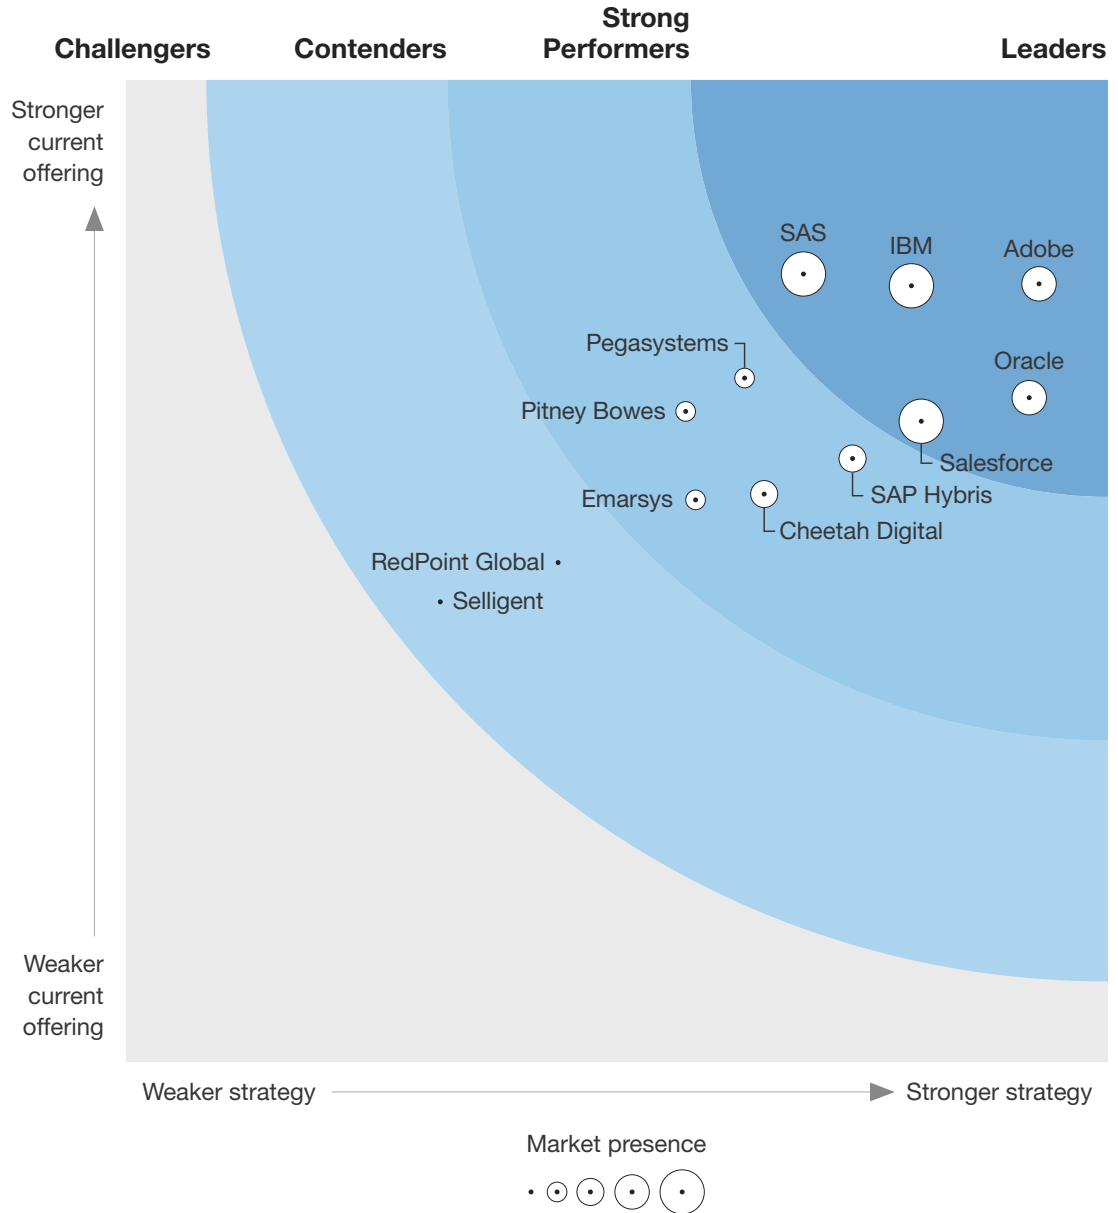 Challengers
Contenders
Strong
Performers
Leaders
Stronger
current
offering
SAS
IBM
Adobe
Pegasystems
Oracle
Pitney Bowes
Salesforce
SAP Hybris
Emarsys
Cheetah Digital
RedPoint Global
Selligent
Weaker
current
offering
Weaker strategy
Stronger strategy
Market presence